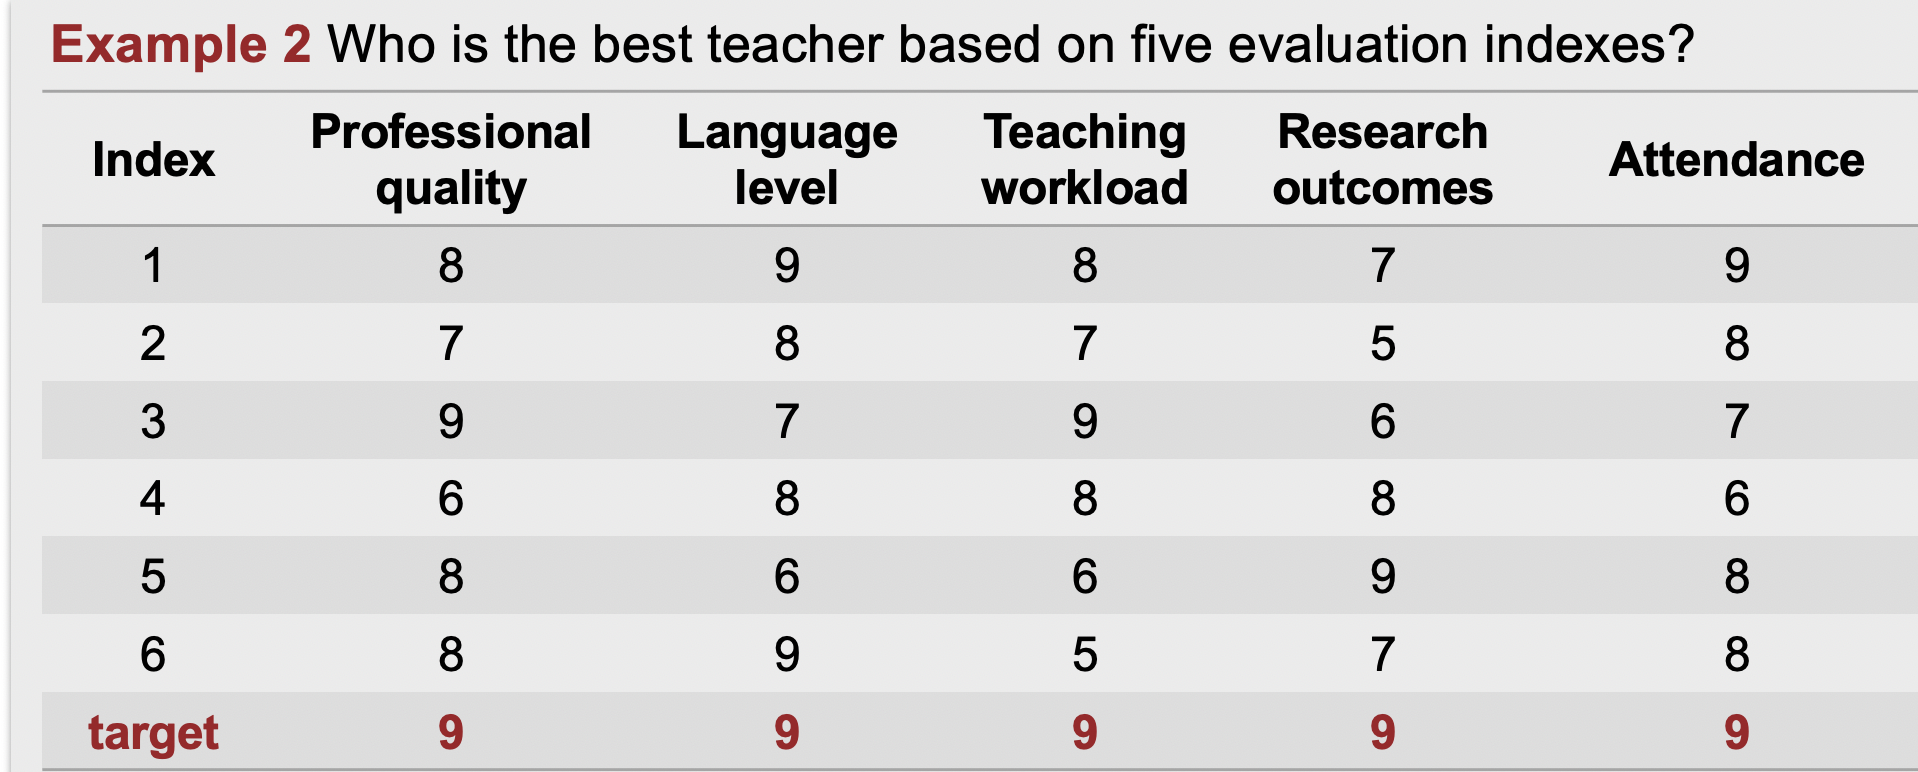 Example 2 Who is the best teacher based on five evaluation indexes?
Index Professional quality Language level Teaching workload Research outcomes Attendance
1 8 9 8 7 9
2 7 8 7 5 8
3 9 7 9 6 7
4 6 8 8 8 6
5 8 6 6 9 8
6 8 9 5 7 8
target 9 9 9 9 9